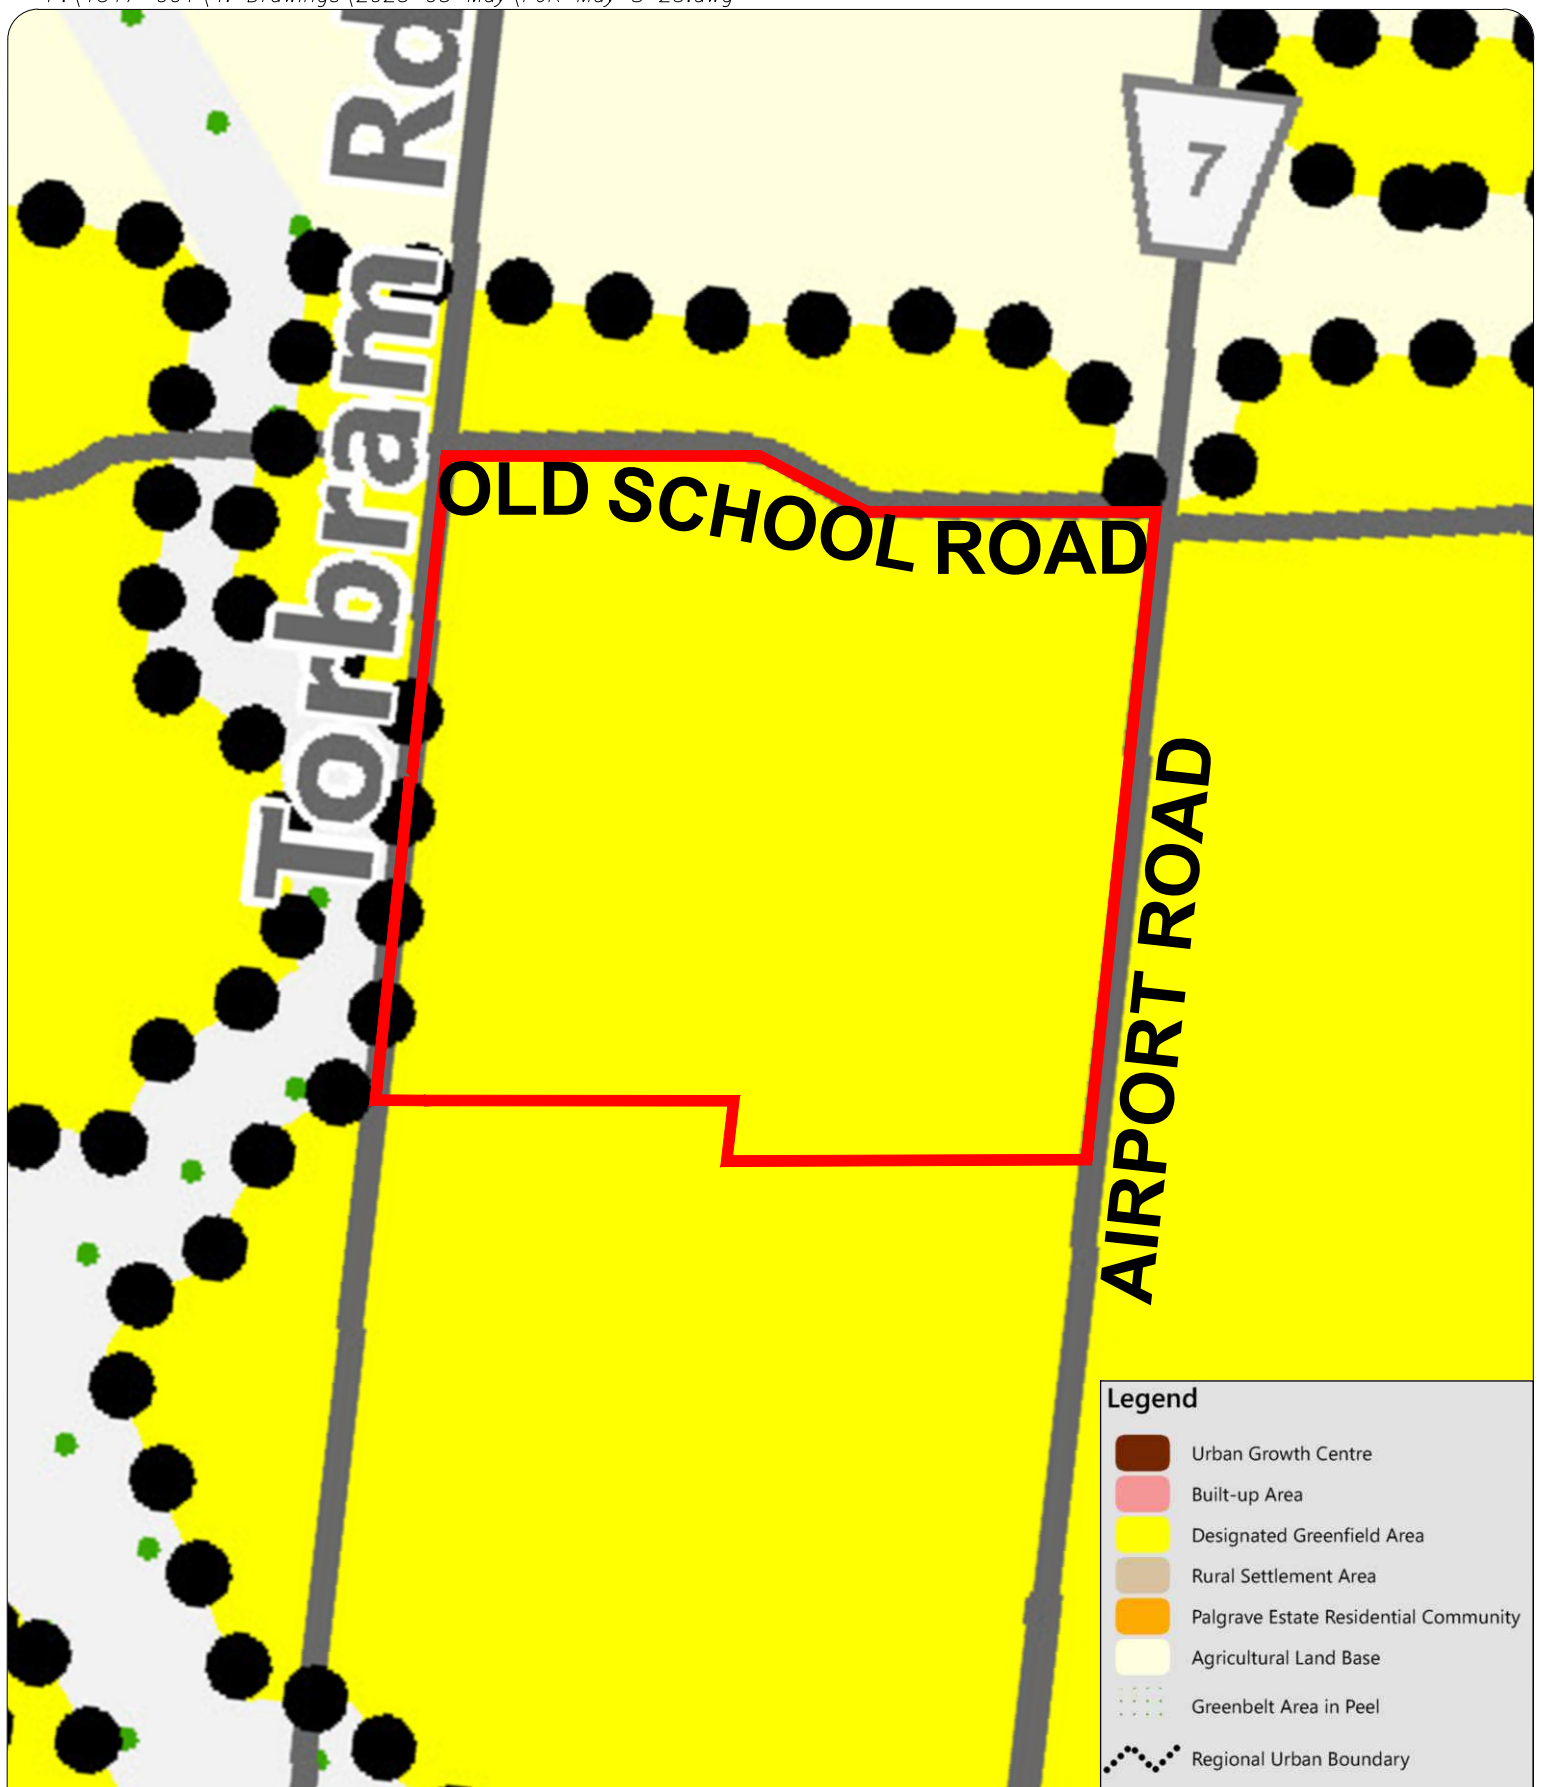 Torbram Rd
7
OLD SCHOOL ROAD
AIRPORT ROAD
Legend
Urban Growth Centre
Built-up Area
Designated Greenfield Area
Rural Settlement Area
Palgrave Estate Residential Community
Agricultural Land Base
Greenbelt Area in Peel
Regional Urban Boundary